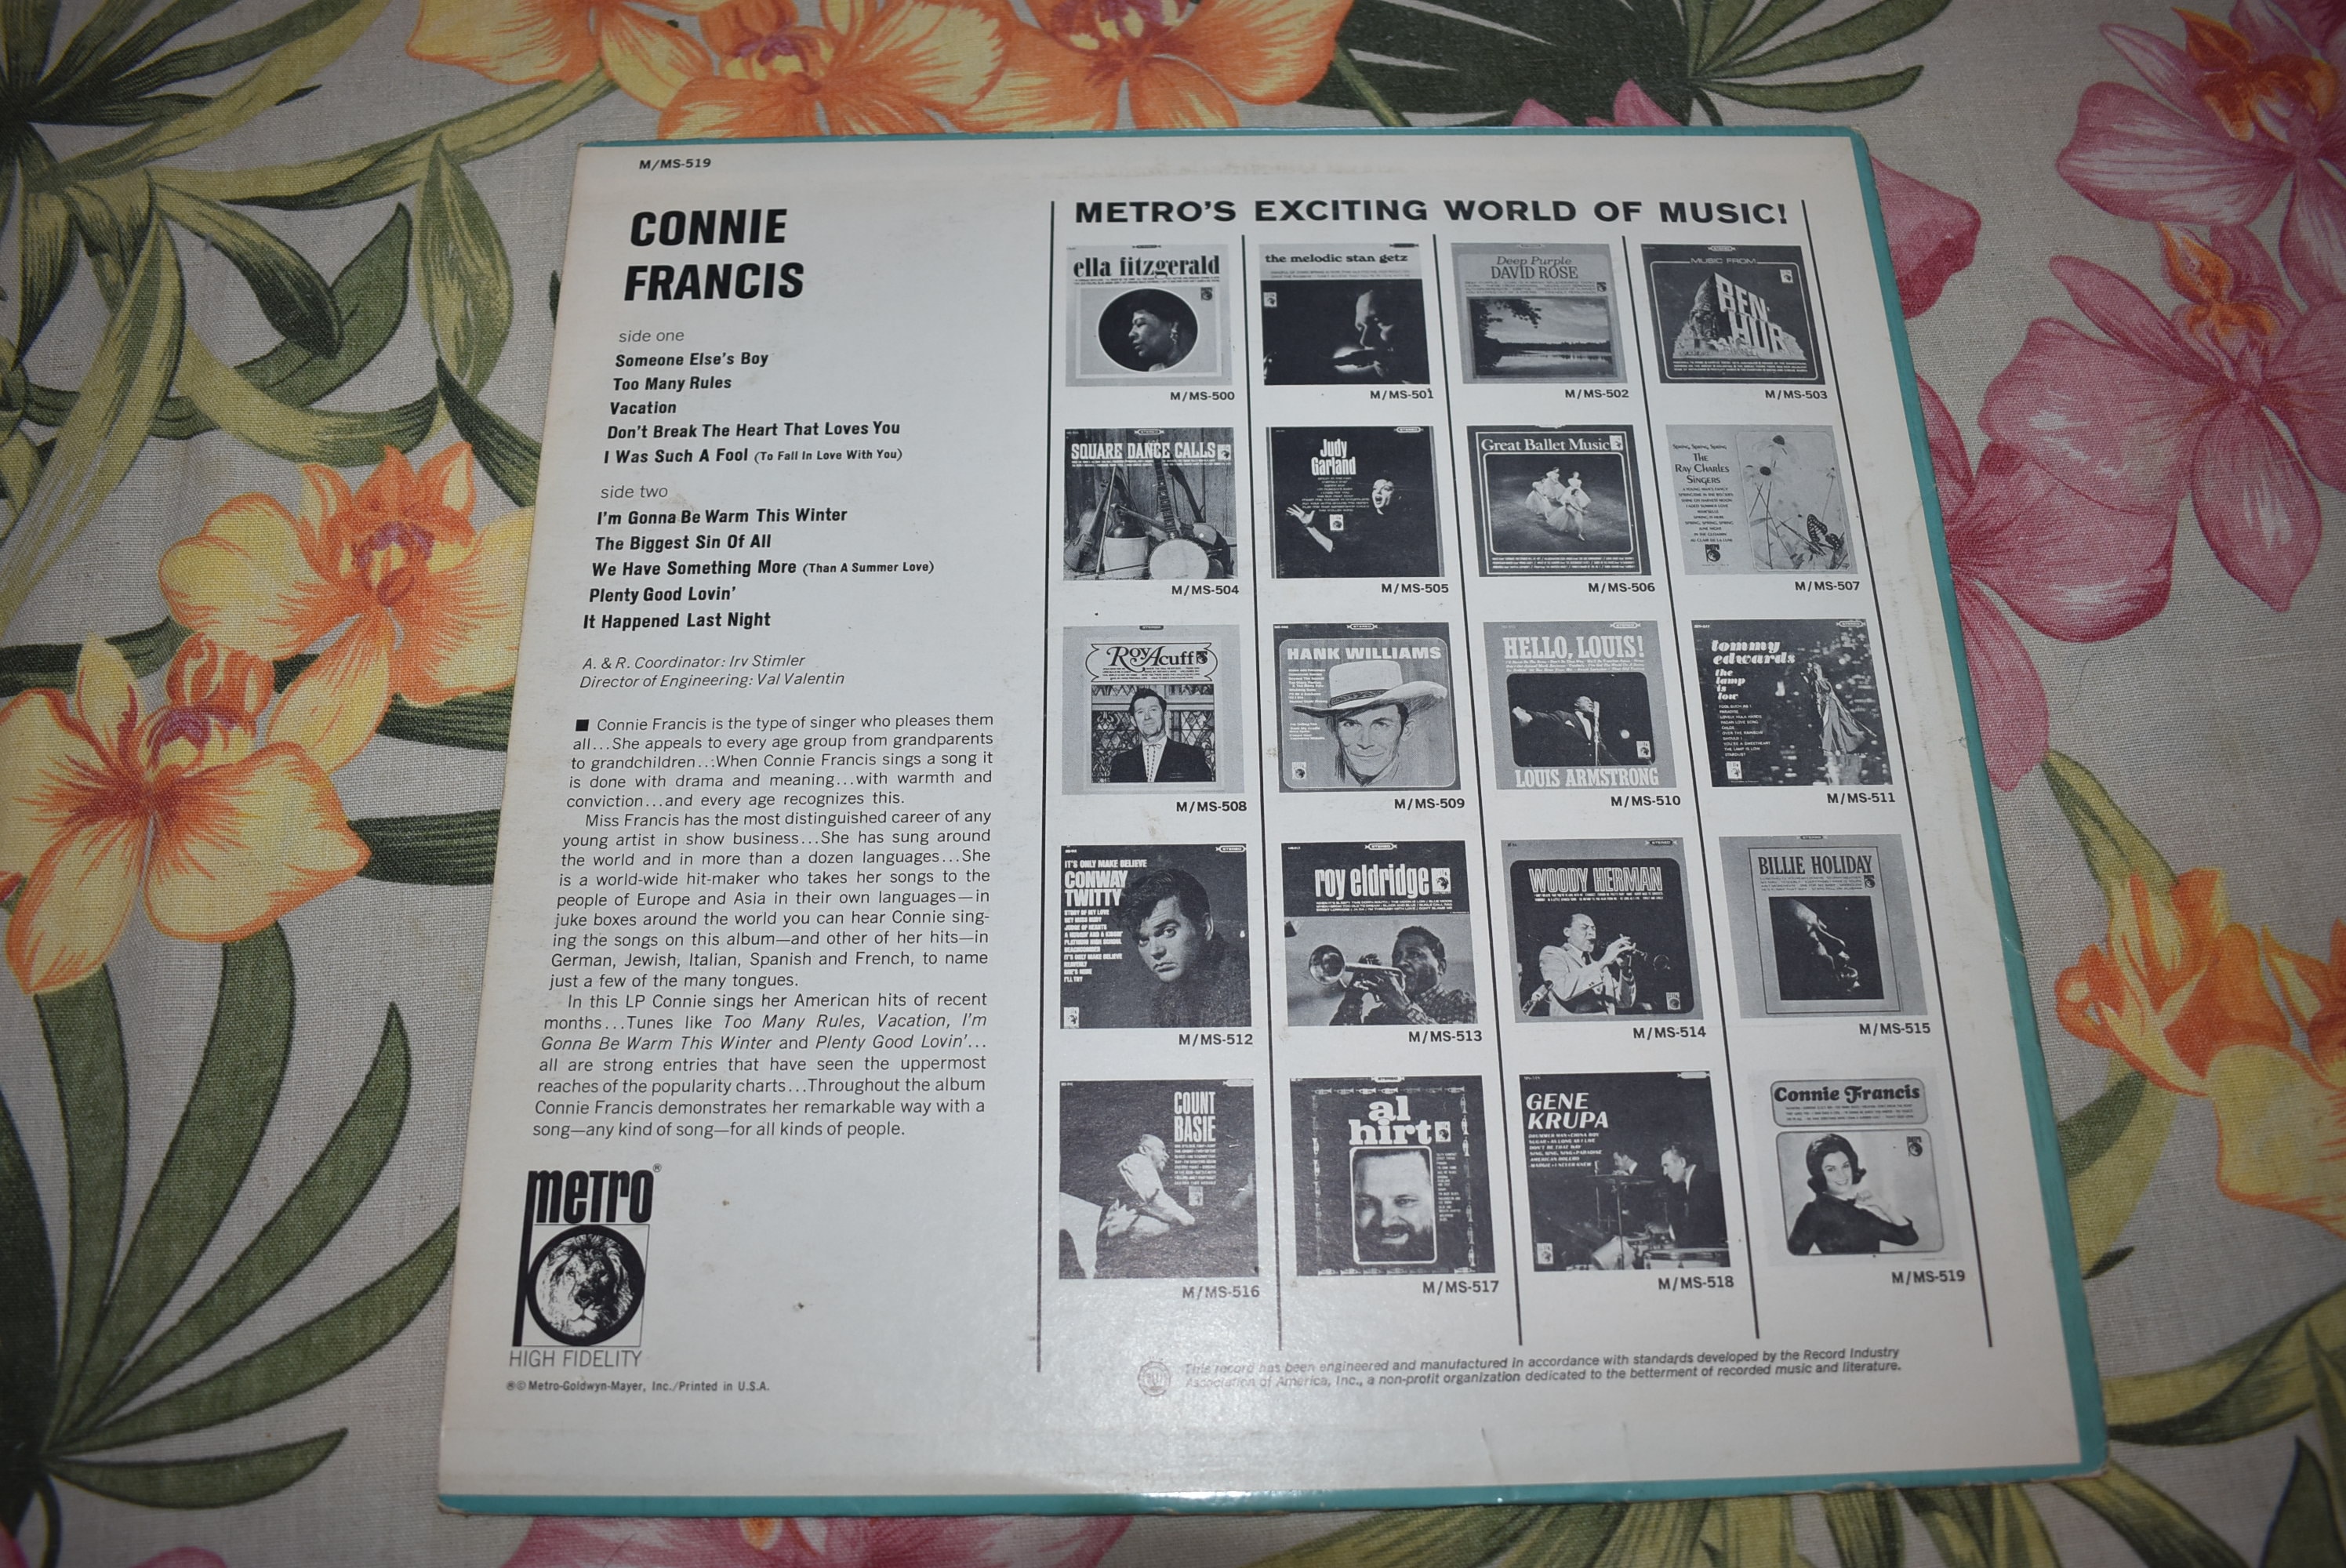 M/MS-519
CONNIE
FRANCIS
side one
Someone Else's Boy
Too Many Rules
Vacation
Don't Break The Heart That Loves You
I Was Such A Fool (To Fall In Love With You)
side two
I'm Gonna Be Warm This Winter
The Biggest Sin Of All
We Have Something More (Than A Summer Love)
Plenty Good Lovin'
It Happened Last Night
A. & R. Coordinator: Irv Stimler
Director of Engineering: Val Valentin
■ Connie Francis is the type of singer who pleases them
all...She appeals to every age group from grandparents
to grandchildren...When Connie Francis sings a song it
is done with drama and meaning...with warmth and
conviction...and every age recognizes this.
Miss Francis has the most distinguished career of any
young artist in show business...She has sung around
the world and in more than a dozen languages...She
is a world-wide hit-maker who takes her songs to the
people of Europe and Asia in their own languages—in
juke boxes around the world you can hear Connie sing-
ing the songs on this album—and other of her hits—in
German, Jewish, Italian, Spanish and French, to name
just a few of the many tongues.
In this LP Connie sings her American hits of recent
months...Tunes like Too Many Rules, Vacation, I'm
Gonna Be Warm This Winter and Plenty Good Lovin'...
all are strong entries that have seen the uppermost
reaches of the popularity charts...Throughout the album
Connie Francis demonstrates her remarkable way with a
song—any kind of song—for all kinds of people.
metro®
HIGH FIDELITY
®© Metro-Goldwyn-Mayer, Inc./Printed in U.S.A.
METRO'S EXCITING WORLD OF MUSIC!
ella fitzgerald
M/MS-500
the melodic stan getz
M/MS-501
Deep Purple
DAVID ROSE
M/MS-502
MUSIC FROM
BEN-
HUR
M/MS-503
SQUARE DANCE CALLS
M/MS-504
Judy
Garland
M/MS-505
Great Ballet Music
M/MS-506
Spring, Spring, Spring
The
Ray Charles
Singers
M/MS-507
Roy Acuff
M/MS-508
HANK WILLIAMS
M/MS-509
HELLO, LOUIS!
LOUIS ARMSTRONG
M/MS-510
tommy
edwards
the
lamp
is
low
M/MS-511
IT'S ONLY MAKE BELIEVE
CONWAY
TWITTY
M/MS-512
roy eldridge
M/MS-513
WOODY HERMAN
M/MS-514
BILLIE HOLIDAY
M/MS-515
COUNT
BASIE
M/MS-516
al
hirt
M/MS-517
GENE
KRUPA
M/MS-518
Connie Francis
M/MS-519
This record has been engineered and manufactured in accordance with standards developed by the Record Industry
Association of America, Inc., a non-profit organization dedicated to the betterment of recorded music and literature.